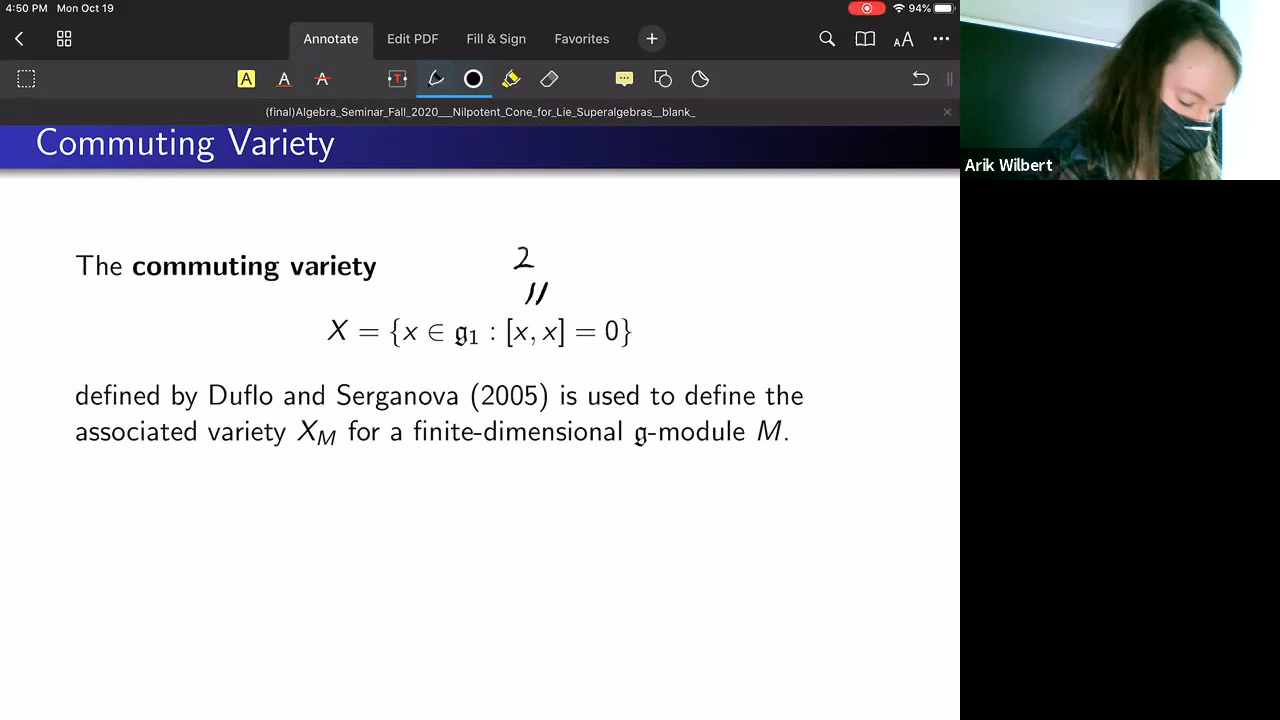 4:50 PM Mon Oct 19
94%
Annotate Edit PDF Fill & Sign Favorites
(final)Algebra_Seminar_Fall_2020___Nilpotent_Cone_for_Lie_Superalgebras__blank_
Commuting Variety
Arik Wilbert
The commuting variety
2
=
X = {x ∈ 𝔤₁ : [x, x] = 0}
defined by Duflo and Serganova (2005) is used to define the
associated variety X_M for a finite-dimensional 𝔤-module M.